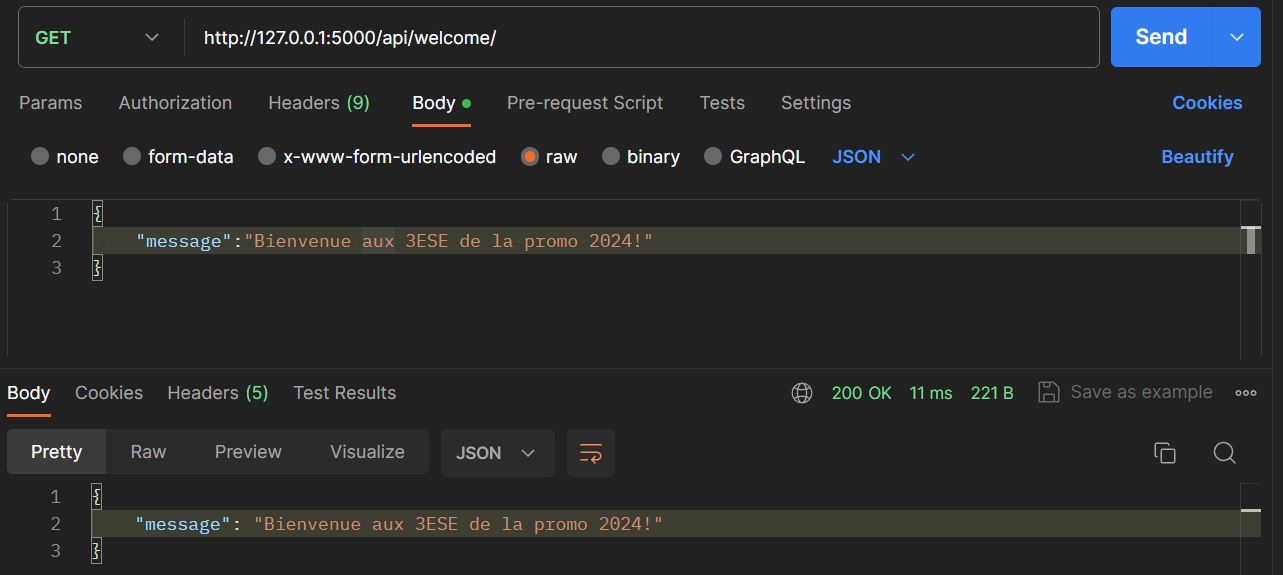 GET http://127.0.0.1:5000/api/welcome/ Send
Params Authorization Headers (9) Body Pre-request Script Tests Settings Cookies
none form-data x-www-form-urlencoded raw binary GraphQL JSON Beautify
1 {
2 "message":"Bienvenue aux 3ESE de la promo 2024!"
3 }
Body Cookies Headers (5) Test Results 200 OK 11 ms 221 B Save as example
Pretty Raw Preview Visualize JSON
1 {
2 "message": "Bienvenue aux 3ESE de la promo 2024!"
3 }